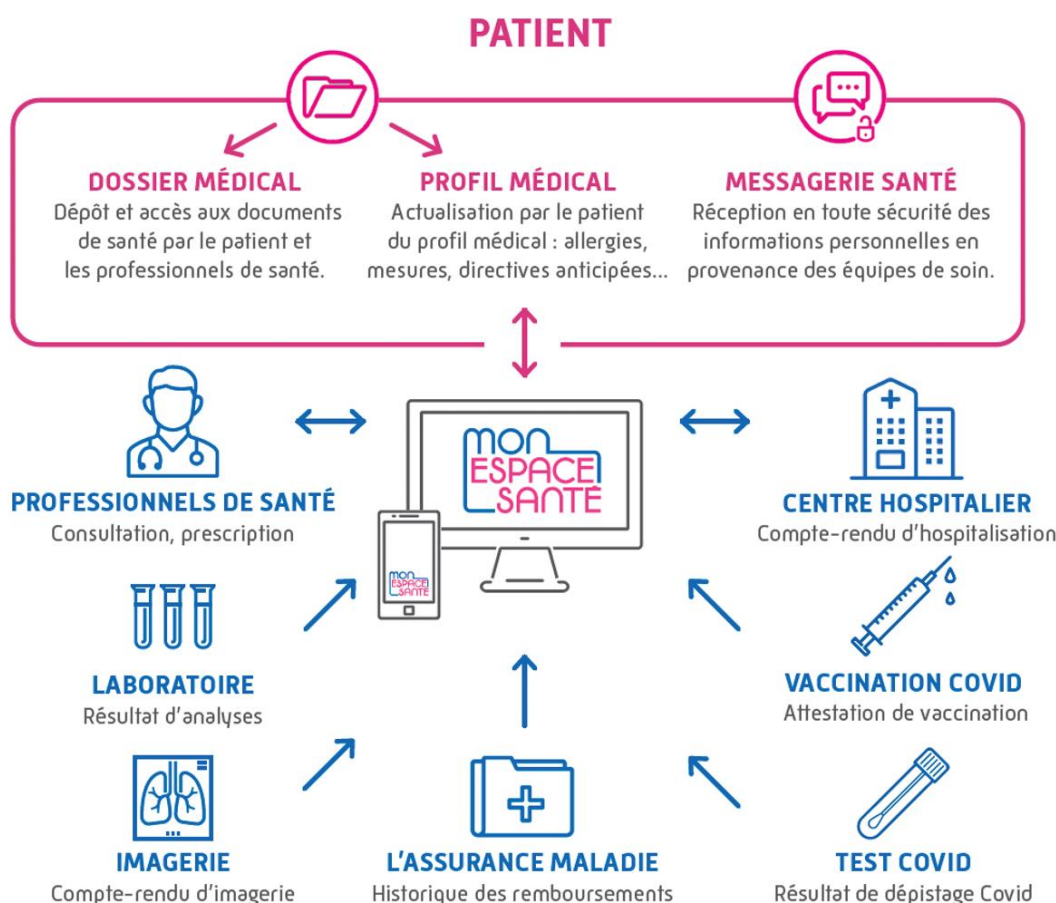 PATIENT
DOSSIER MÉDICAL
Dépôt et accès aux documents
de santé par le patient et
les professionnels de santé.
PROFIL MÉDICAL
Actualisation par le patient
du profil médical : allergies,
mesures, directives anticipées...
MESSAGERIE SANTÉ
Réception en toute sécurité des
informations personnelles en
provenance des équipes de soin.
PROFESSIONNELS DE SANTÉ
Consultation, prescription
MON
ESPACE
SANTÉ
MON
ESPACE
SANTÉ
CENTRE HOSPITALIER
Compte-rendu d'hospitalisation
LABORATOIRE
Résultat d'analyses
VACCINATION COVID
Attestation de vaccination
IMAGERIE
Compte-rendu d'imagerie
L'ASSURANCE MALADIE
Historique des remboursements
TEST COVID
Résultat de dépistage Covid